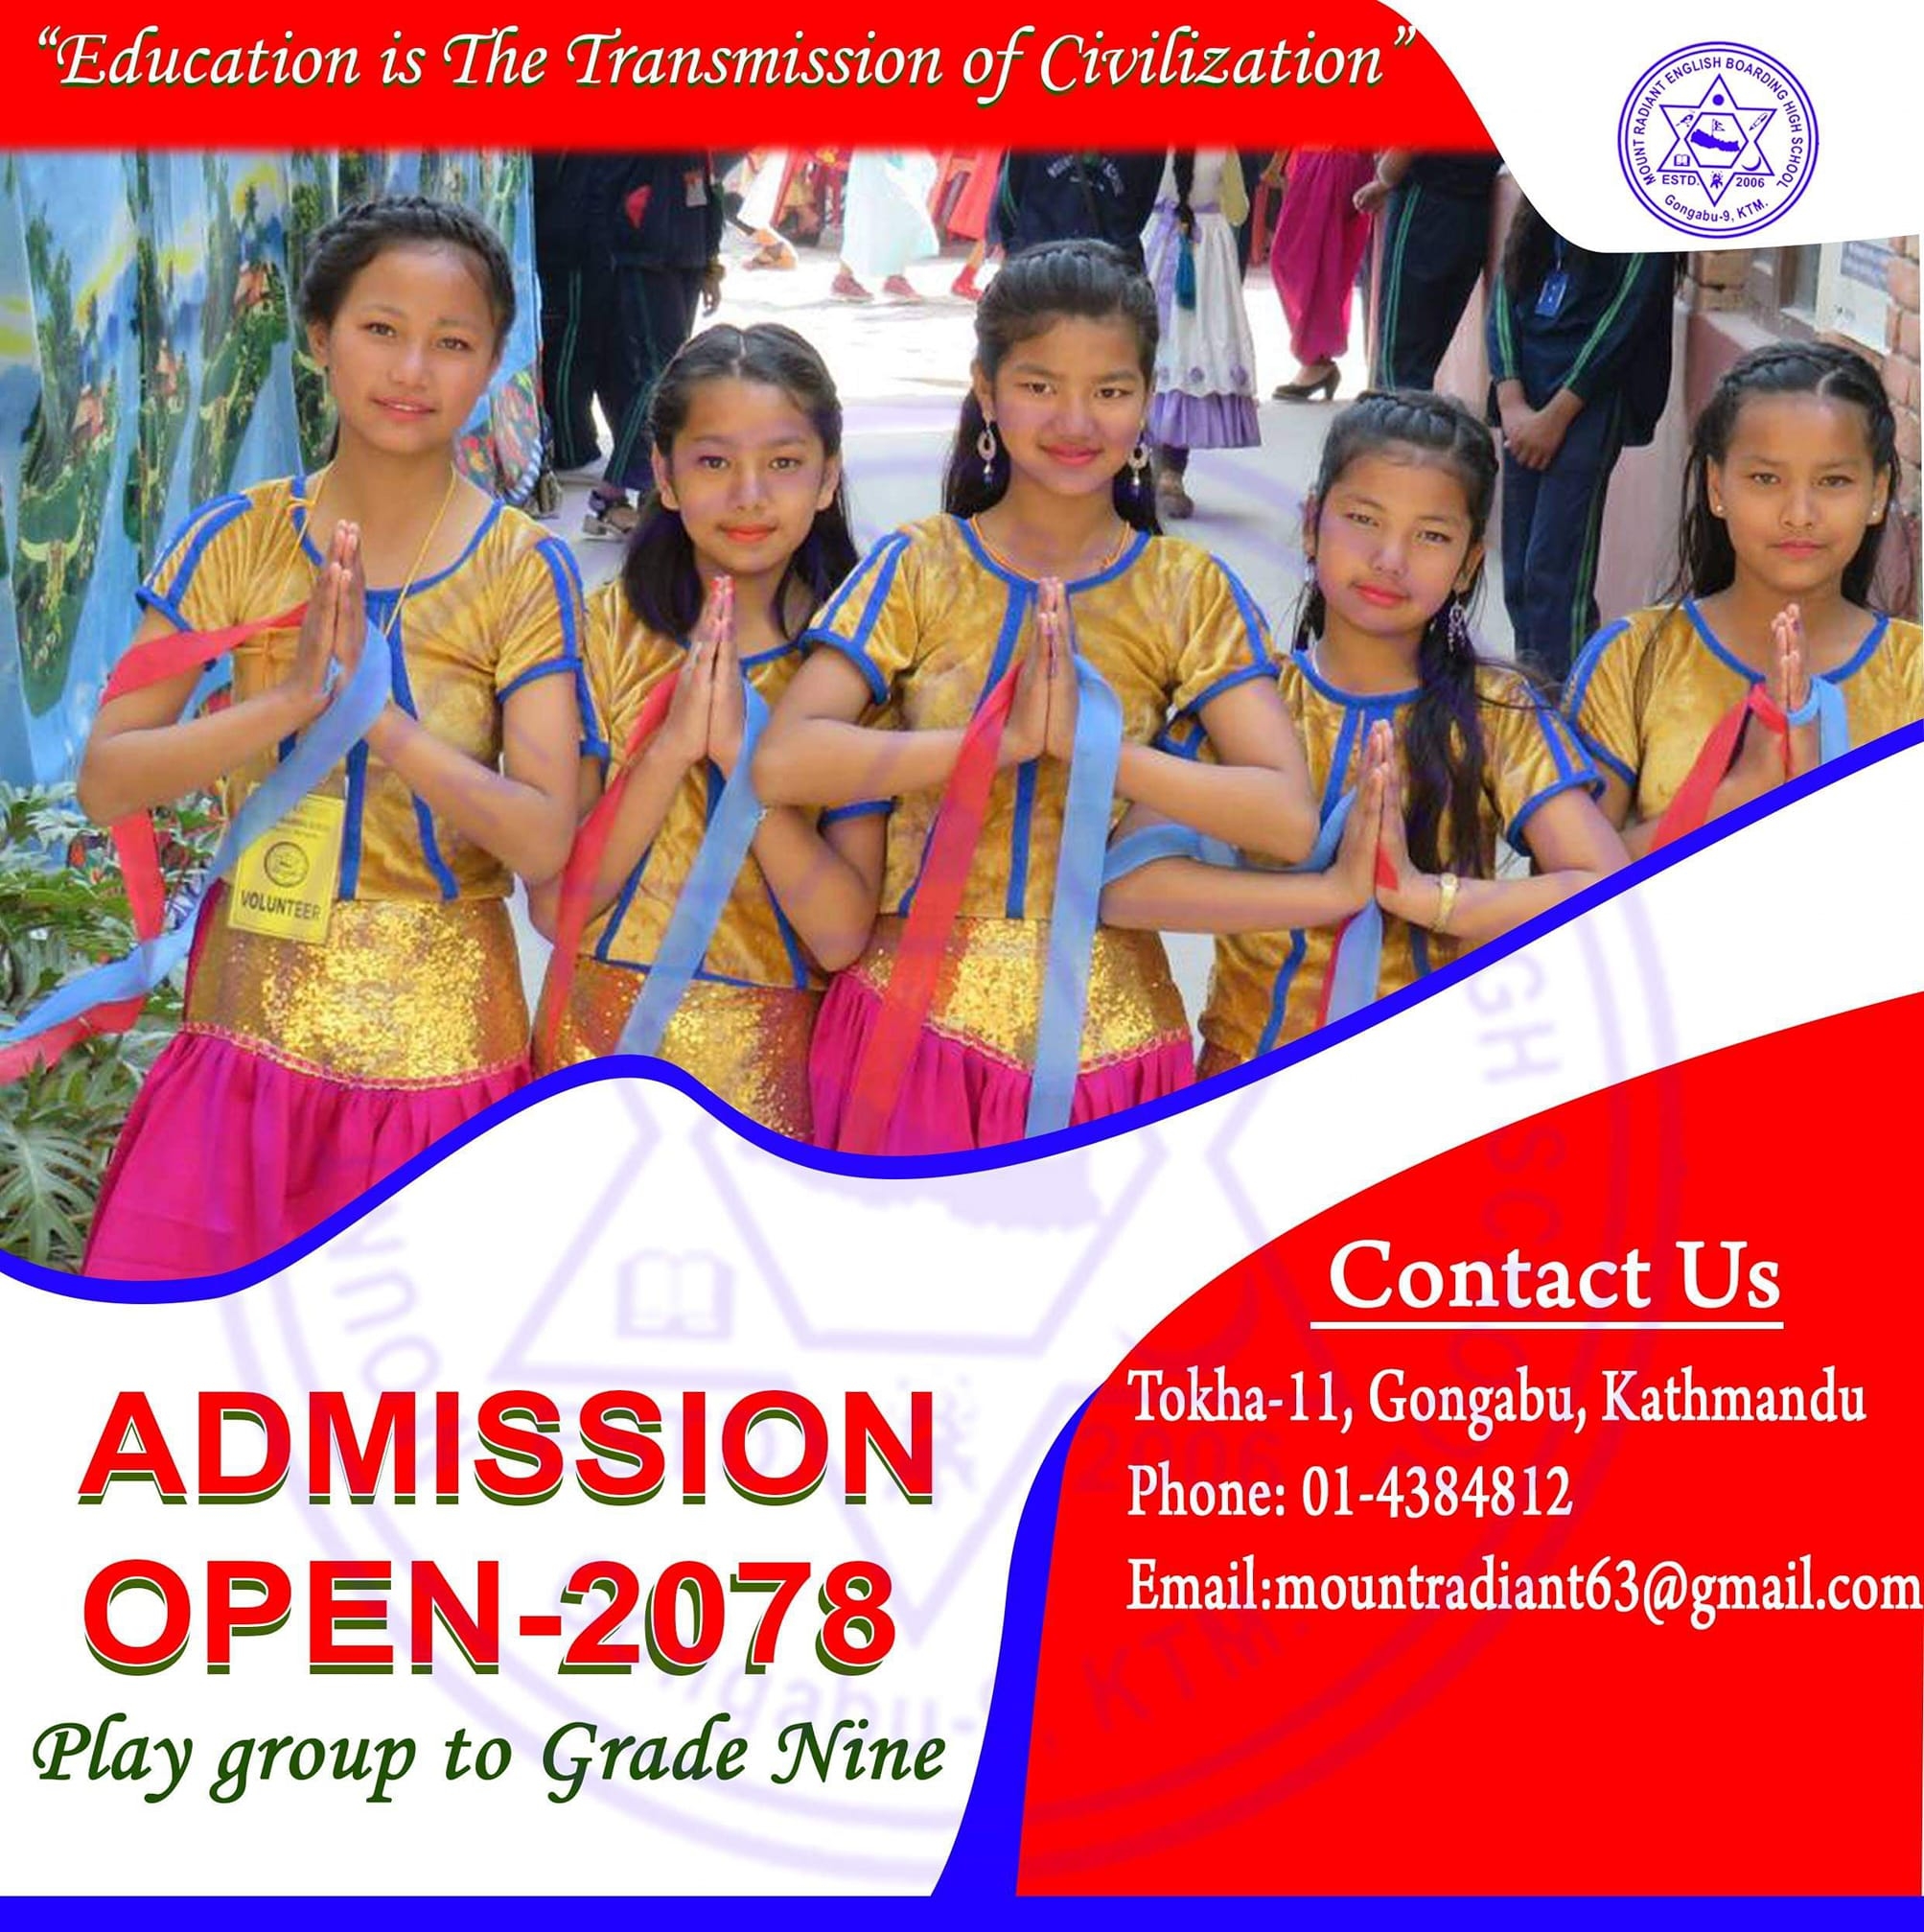 “Education is The Transmission of Civilization”
MOUNT RADIANT ENGLISH BOARDING HIGH SCHOOL
ESTD. 2006
Gongabu-9, KTM.
VOLUNTEER
ADMISSION
OPEN-2078
Play group to Grade Nine
Contact Us
Tokha-11, Gongabu, Kathmandu
Phone: 01-4384812
Email:mountradiant63@gmail.com